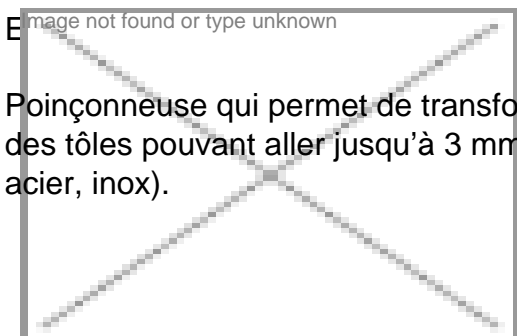 E
Image not found or type unknown
Poinçonneuse qui permet de transfo
des tôles pouvant aller jusqu'à 3 mm
acier, inox).